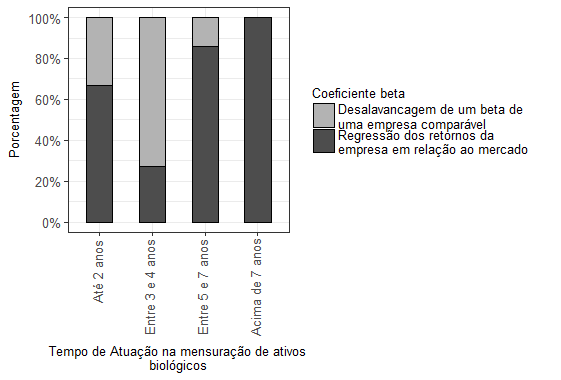 Porcentagem
100%
80%
60%
40%
20%
0%
Até 2 anos
Entre 3 e 4 anos
Entre 5 e 7 anos
Acima de 7 anos
Tempo de Atuação na mensuração de ativos
biológicos
Coeficiente beta
Desalavancagem de um beta de
uma empresa comparável
Regressão dos retornos da
empresa em relação ao mercado